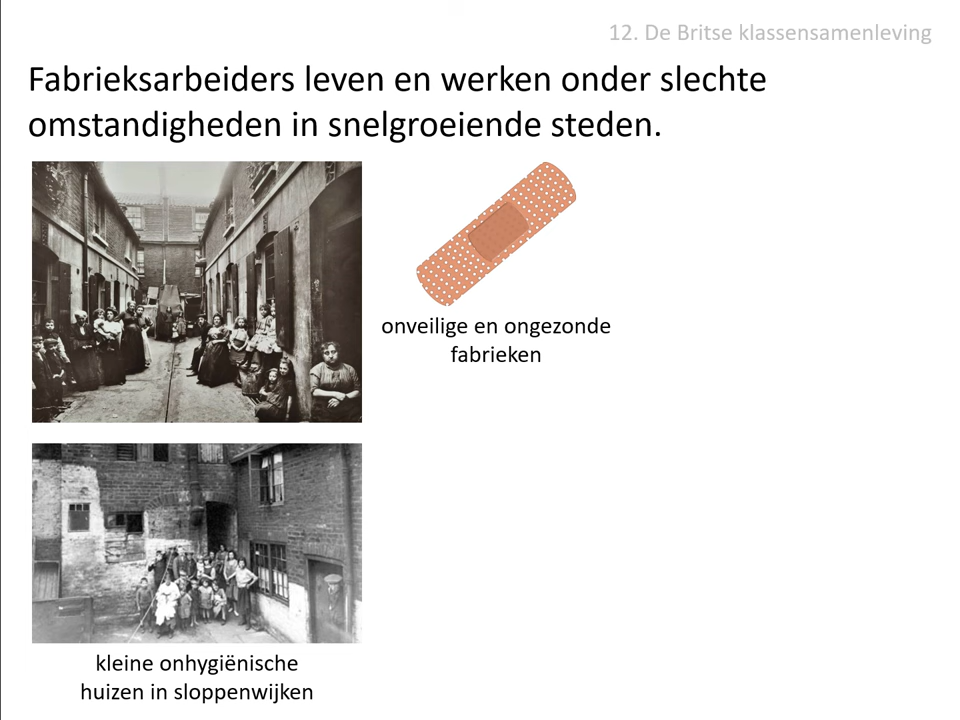 12. De Britse klassensamenleving
Fabrieksarbeiders leven en werken onder slechte
omstandigheden in snelgroeiende steden.
onveilige en ongezonde
fabrieken
kleine onhygiënische
huizen in sloppenwijken